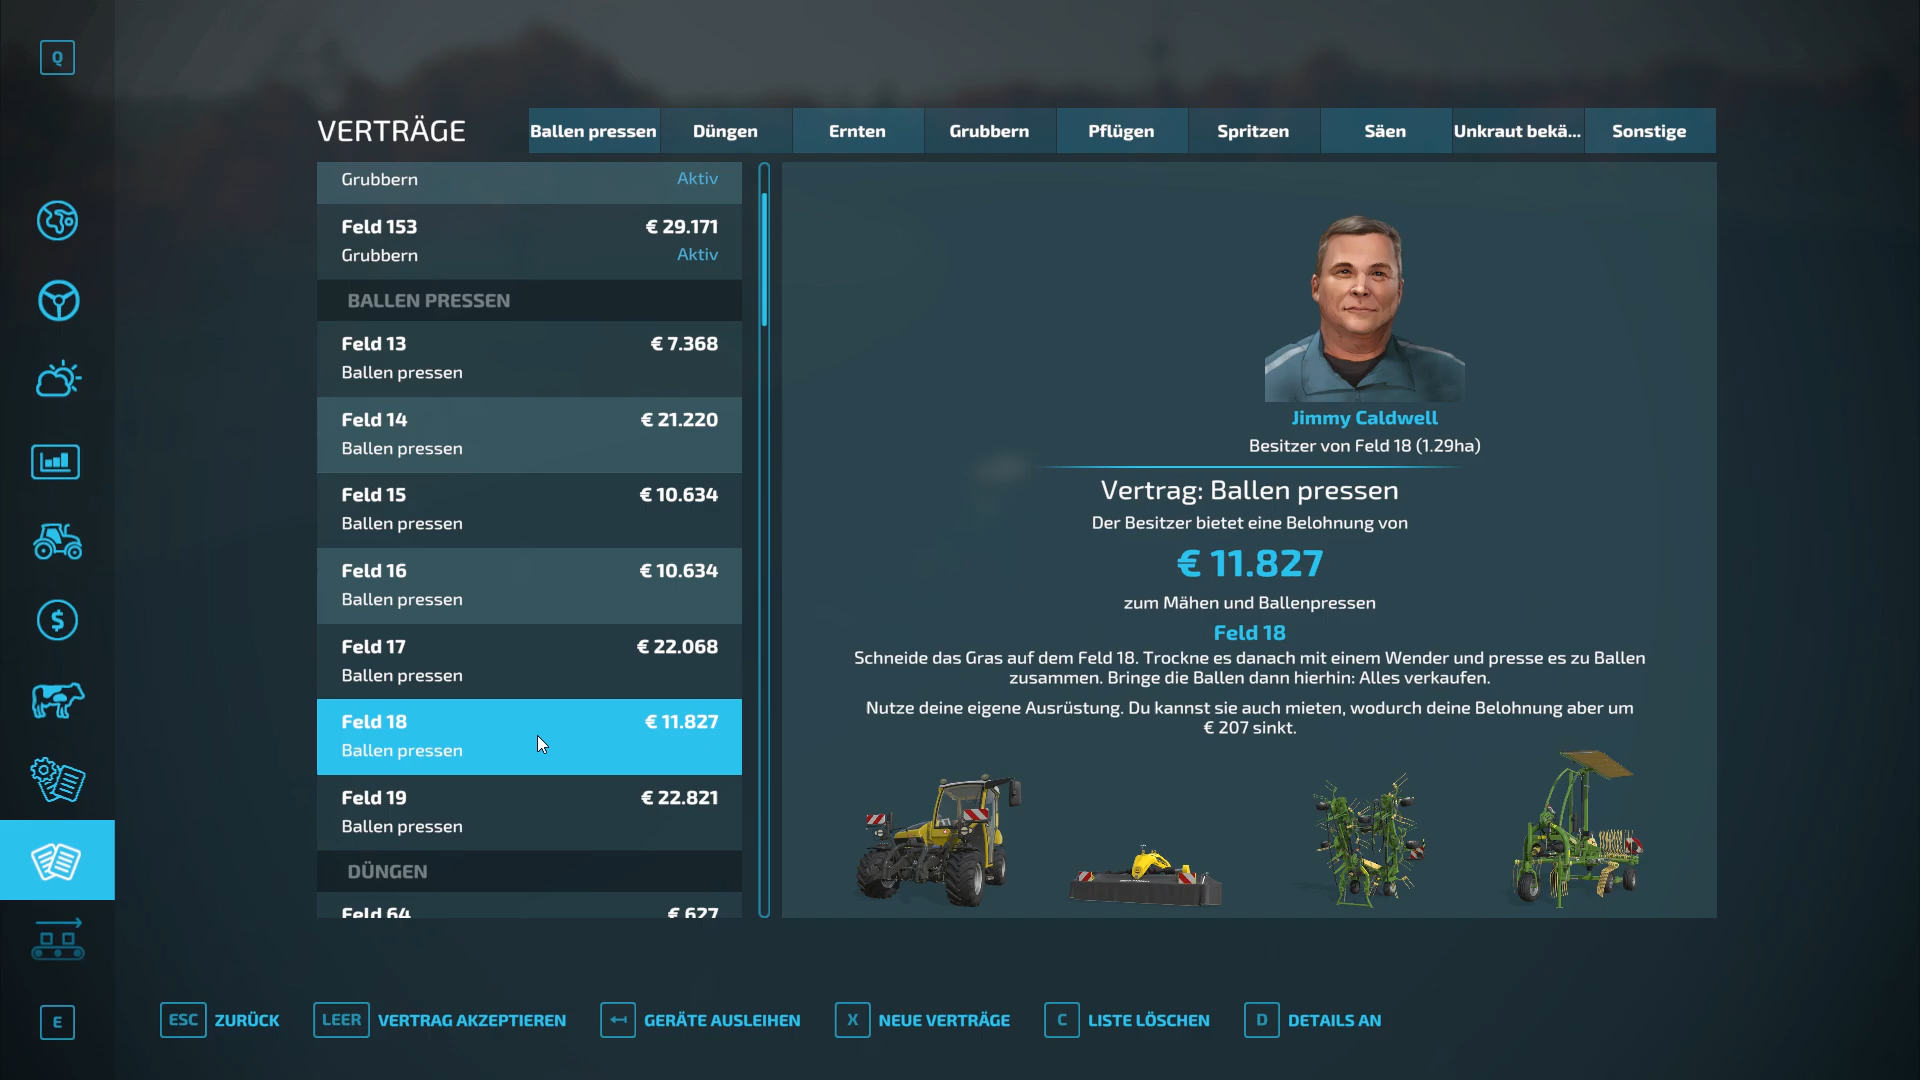 Q
VERTRÄGE
Ballen pressen
Düngen
Ernten
Grubbern
Pflügen
Spritzen
Säen
Unkraut bekä...
Sonstige
Grubbern Aktiv
Feld 153 € 29.171
Grubbern Aktiv
BALLEN PRESSEN
Feld 13 € 7.368
Ballen pressen
Feld 14 € 21.220
Ballen pressen
Feld 15 € 10.634
Ballen pressen
Feld 16 € 10.634
Ballen pressen
Feld 17 € 22.068
Ballen pressen
Feld 18 € 11.827
Ballen pressen
Feld 19 € 22.821
Ballen pressen
DÜNGEN
Feld 64 € 627
Jimmy Caldwell
Besitzer von Feld 18 (1.29ha)
Vertrag: Ballen pressen
Der Besitzer bietet eine Belohnung von
€ 11.827
zum Mähen und Ballenpressen
Feld 18
Schneide das Gras auf dem Feld 18. Trockne es danach mit einem Wender und presse es zu Ballen
zusammen. Bringe die Ballen dann hierhin: Alles verkaufen.
Nutze deine eigene Ausrüstung. Du kannst sie auch mieten, wodurch deine Belohnung aber um
€ 207 sinkt.
E
ESC ZURÜCK
LEER VERTRAG AKZEPTIEREN
GERÄTE AUSLEIHEN
X NEUE VERTRÄGE
C LISTE LÖSCHEN
D DETAILS AN